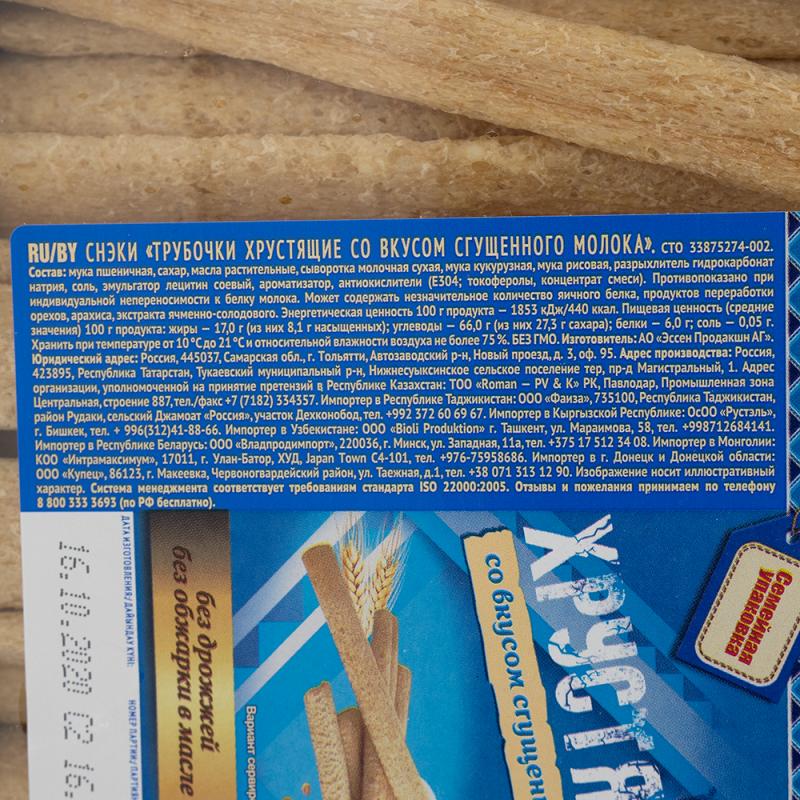 RU/BY СНЭКИ «ТРУБОЧКИ ХРУСТЯЩИЕ СО ВКУСОМ СГУЩЕННОГО МОЛОКА». СТО 33875274-002.
Состав: мука пшеничная, сахар, масла растительные, сыворотка молочная сухая, мука кукурузная, мука рисовая, разрыхлитель гидрокарбонат
натрия, соль, эмульгатор лецитин соевый, ароматизатор, антиокислители (Е304; токоферолы, концентрат смеси). Противопоказано при
индивидуальной непереносимости к белку молока. Может содержать незначительное количество яичного белка, продуктов переработки
орехов, арахиса, экстракта ячменно-солодового. Энергетическая ценность 100 г продукта — 1853 кДж/440 ккал. Пищевая ценность (средние
значения) 100 г продукта: жиры — 17,0 г (из них 8,1 г насыщенных); углеводы — 66,0 г (из них 27,3 г сахара); белки — 6,0 г; соль — 0,05 г.
Хранить при температуре от 10 °С до 21 °С и относительной влажности воздуха не более 75 %. БЕЗ ГМО. Изготовитель: АО «Эссен Продакшн АГ».
Юридический адрес: Россия, 445037, Самарская обл., г. Тольятти, Автозаводский р-н, Новый проезд, д. 3, оф. 95. Адрес производства: Россия,
423895, Республика Татарстан, Тукаевский муниципальный р-н, Нижнесуыксинское сельское поселение тер, пр-д Магистральный, 1. Адрес
организации, уполномоченной на принятие претензий в Республике Казахстан: ТОО «Roman — PV & K» РК, Павлодар, Промышленная зона
Центральная, строение 887, тел./факс +7 (7182) 334357. Импортер в Республике Таджикистан: ООО «Фаиза», 735100, Республика Таджикистан,
район Рудаки, сельский Джамоат «Россия», участок Дехконобод, тел. +992 372 60 69 67. Импортер в Кыргызской Республике: ОсОО «Рустэль»,
г. Бишкек, тел. + 996(312)41-88-66. Импортер в Узбекистане: ООО «Bioli Produktion» г. Ташкент, ул. Мараимова, 58, тел. +998712684141.
Импортер в Республике Беларусь: ООО «Владпродимпорт», 220036, г. Минск, ул. Западная, 11а, тел. +375 17 512 34 08. Импортер в Монголии:
КОО «Интрамаксимум», 17011, г. Улан-Батор, ХУД, Japan Town C4-101, тел. +976-75958686. Импортер в г. Донецк и Донецкой области:
ООО «Купец», 86123, г. Макеевка, Червоногвардейский район, ул. Таежная, д.1, тел. +38 071 313 12 90. Изображение носит иллюстративный
характер. Система менеджмента соответствует требованиям стандарта ISO 22000:2005. Отзывы и пожелания принимаем по телефону
8 800 333 3693 (по РФ бесплатно).
ДАТА ИЗГОТОВЛЕНИЯ/ДАЙЫНДАУ КҮНІ:
НОМЕР ПАРТИИ/ПАРТИЯ
16.10.2020 02 16:
без дрожжей
без обжарки в масле
Вариант сервир
со вкусом сгущен
ХРУСТЯ
Семейная
упаковка